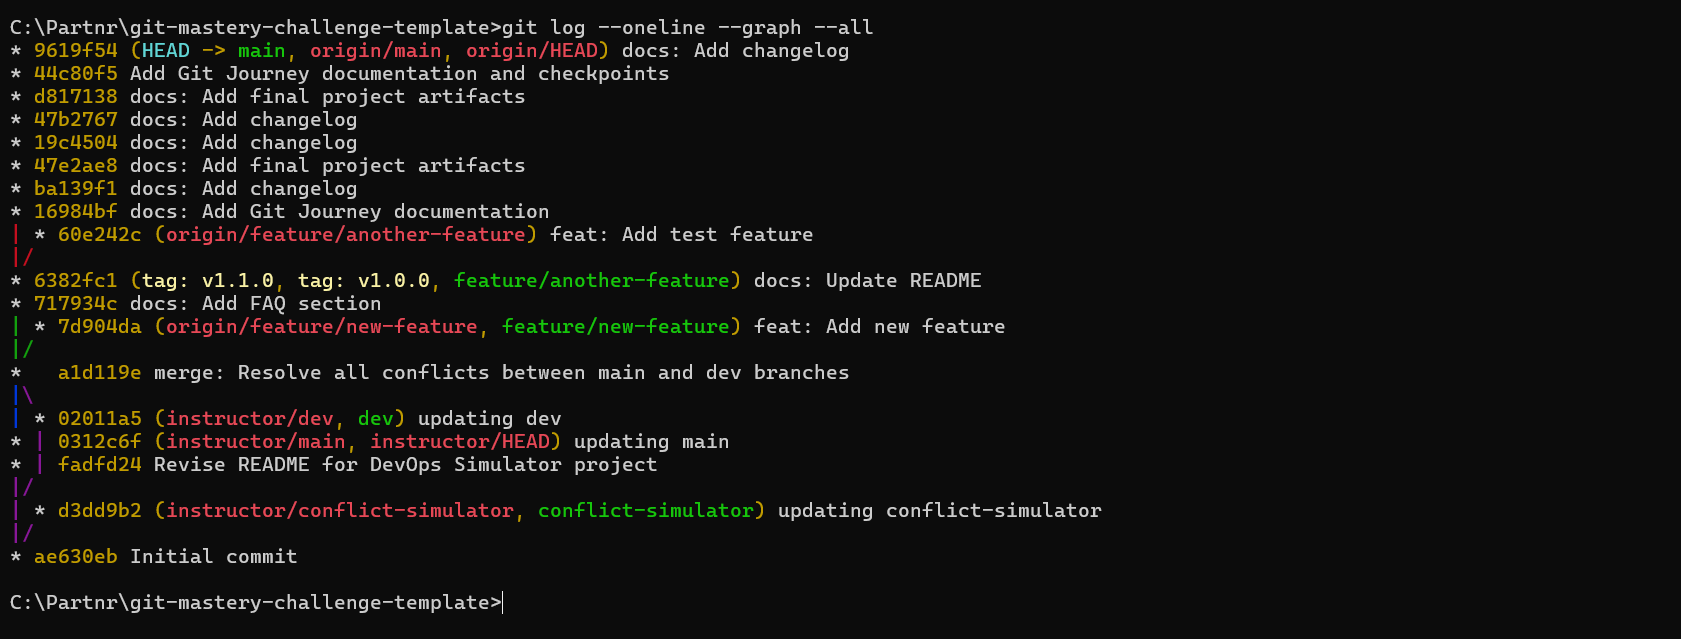 C:\Partnr\git-mastery-challenge-template>git log --oneline --graph --all
* 9619f54 (HEAD -> main, origin/main, origin/HEAD) docs: Add changelog
* 44c80f5 Add Git Journey documentation and checkpoints
* d817138 docs: Add final project artifacts
* 47b2767 docs: Add changelog
* 19c4504 docs: Add changelog
* 47e2ae8 docs: Add final project artifacts
* ba139f1 docs: Add changelog
* 16984bf docs: Add Git Journey documentation
| * 60e242c (origin/feature/another-feature) feat: Add test feature
|/
* 6382fc1 (tag: v1.1.0, tag: v1.0.0, feature/another-feature) docs: Update README
* 717934c docs: Add FAQ section
| * 7d904da (origin/feature/new-feature, feature/new-feature) feat: Add new feature
|/
*   a1d119e merge: Resolve all conflicts between main and dev branches
|\
| * 02011a5 (instructor/dev, dev) updating dev
* | 0312c6f (instructor/main, instructor/HEAD) updating main
* | fadfd24 Revise README for DevOps Simulator project
|/
| * d3dd9b2 (instructor/conflict-simulator, conflict-simulator) updating conflict-simulator
|/
* ae630eb Initial commit
C:\Partnr\git-mastery-challenge-template>